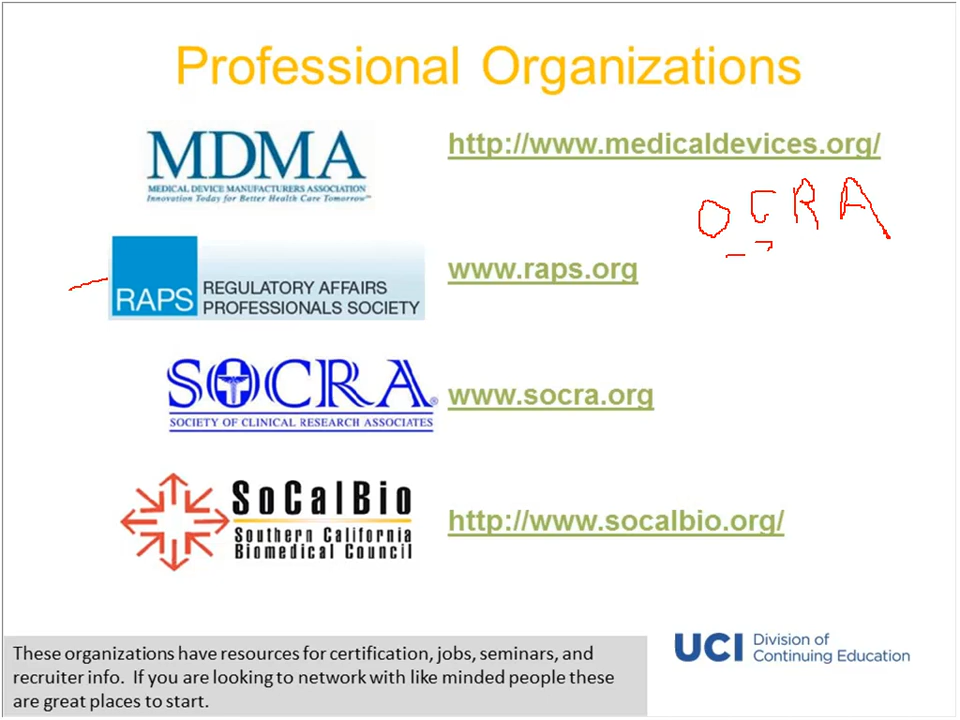 Professional Organizations
MDMA
MEDICAL DEVICE MANUFACTURERS ASSOCIATION
Innovation Today for Better Health Care Tomorrow℠
http://www.medicaldevices.org/
OCRA
RAPS
REGULATORY AFFAIRS
PROFESSIONALS SOCIETY
www.raps.org
SOCRA®
SOCIETY OF CLINICAL RESEARCH ASSOCIATES
www.socra.org
SoCalBio
Southern California
Biomedical Council
http://www.socalbio.org/
These organizations have resources for certification, jobs, seminars, and
recruiter info. If you are looking to network with like minded people these
are great places to start.
UCI
Division of
Continuing Education